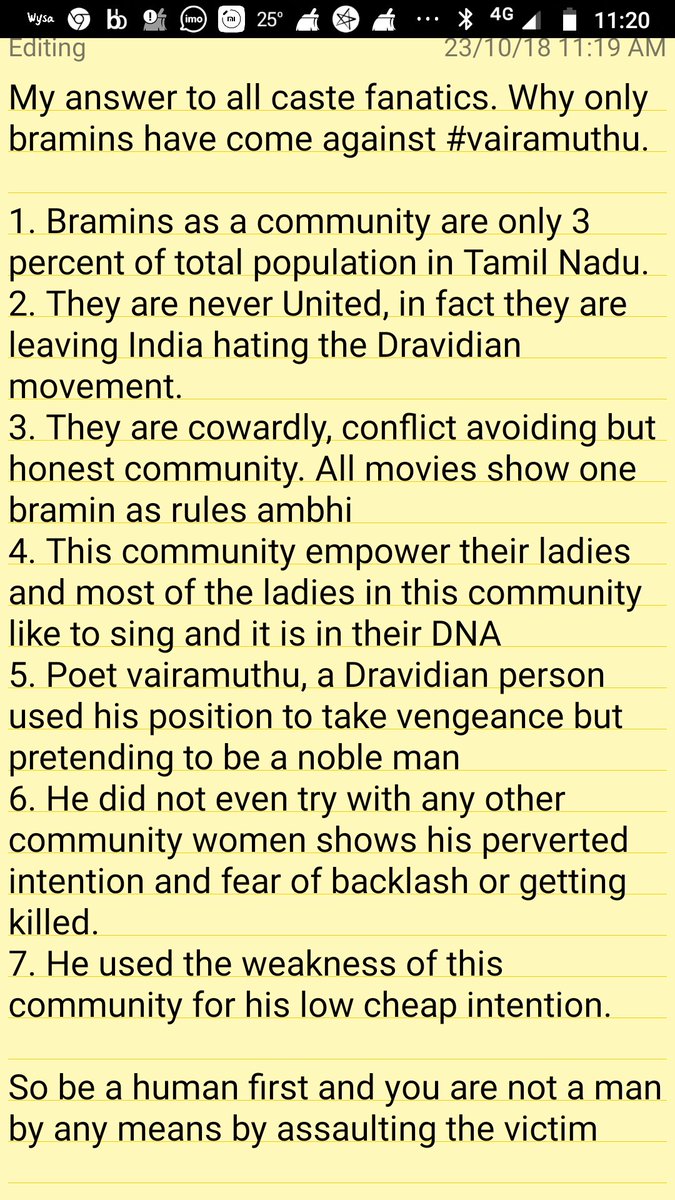 Wysa bb imo mi 25° 4G 11:20
Editing 23/10/18 11:19 AM
My answer to all caste fanatics. Why only
bramins have come against #vairamuthu.
1. Bramins as a community are only 3
percent of total population in Tamil Nadu.
2. They are never United, in fact they are
leaving India hating the Dravidian
movement.
3. They are cowardly, conflict avoiding but
honest community. All movies show one
bramin as rules ambhi
4. This community empower their ladies
and most of the ladies in this community
like to sing and it is in their DNA
5. Poet vairamuthu, a Dravidian person
used his position to take vengeance but
pretending to be a noble man
6. He did not even try with any other
community women shows his perverted
intention and fear of backlash or getting
killed.
7. He used the weakness of this
community for his low cheap intention.
So be a human first and you are not a man
by any means by assaulting the victim